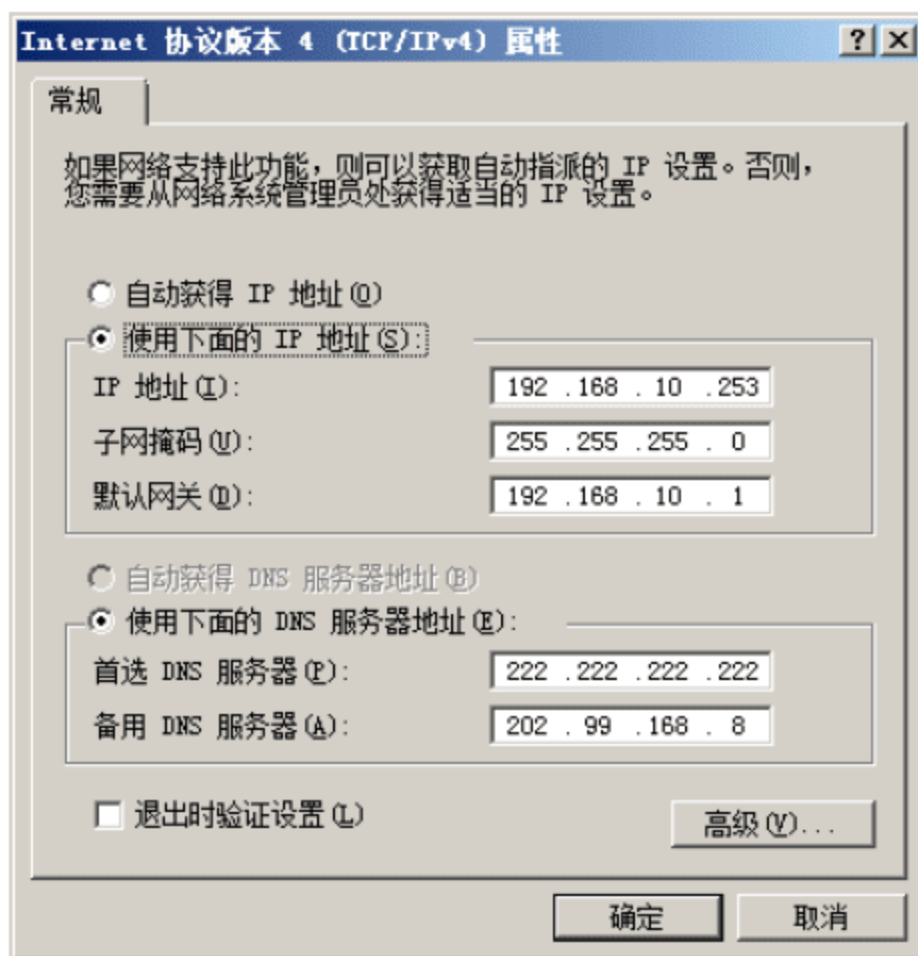 Internet 协议版本 4 (TCP/IPv4) 属性
常规
如果网络支持此功能，则可以获取自动指派的 IP 设置。否则，
您需要从网络系统管理员处获得适当的 IP 设置。
自动获得 IP 地址(O)
使用下面的 IP 地址(S):
IP 地址(I): 192 .168 . 10 .253
子网掩码(U): 255 .255 .255 . 0
默认网关(D): 192 .168 . 10 . 1
自动获得 DNS 服务器地址(B)
使用下面的 DNS 服务器地址(E):
首选 DNS 服务器(P): 222 .222 .222 .222
备用 DNS 服务器(A): 202 . 99 .168 . 8
退出时验证设置(L)
高级(V)...
确定 取消